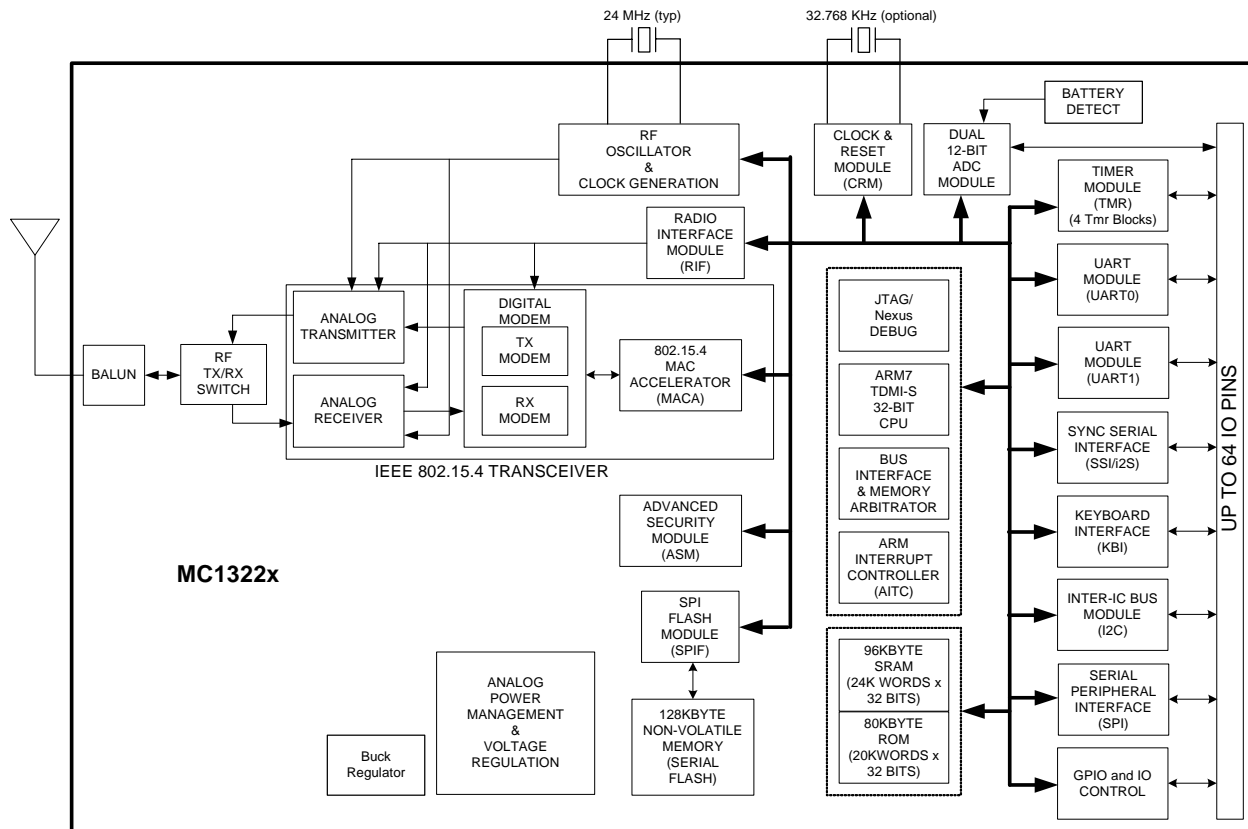 24 MHz (typ)
32.768 KHz (optional)
BATTERY
DETECT
RF
OSCILLATOR
&
CLOCK GENERATION
CLOCK &
RESET
MODULE
(CRM)
DUAL
12-BIT
ADC
MODULE
TIMER
MODULE
(TMR)
(4 Tmr Blocks)
RADIO
INTERFACE
MODULE
(RIF)
UART
MODULE
(UART0)
JTAG/
Nexus
DEBUG
ANALOG
TRANSMITTER
DIGITAL
MODEM
TX
MODEM
RX
MODEM
802.15.4
MAC
ACCELERATOR
(MACA)
BALUN
RF
TX/RX
SWITCH
ANALOG
RECEIVER
IEEE 802.15.4 TRANSCEIVER
UART
MODULE
(UART1)
ARM7
TDMI-S
32-BIT
CPU
SYNC SERIAL
INTERFACE
(SSI/i2S)
BUS
INTERFACE
& MEMORY
ARBITRATOR
UP TO 64 IO PINS
ADVANCED
SECURITY
MODULE
(ASM)
KEYBOARD
INTERFACE
(KBI)
ARM
INTERRUPT
CONTROLLER
(AITC)
MC1322x
SPI
FLASH
MODULE
(SPIF)
INTER-IC BUS
MODULE
(I2C)
96KBYTE
SRAM
(24K WORDS x
32 BITS)
SERIAL
PERIPHERAL
INTERFACE
(SPI)
ANALOG
POWER
MANAGEMENT
&
VOLTAGE
REGULATION
128KBYTE
NON-VOLATILE
MEMORY
(SERIAL
FLASH)
80KBYTE
ROM
(20KWORDS x
32 BITS)
Buck
Regulator
GPIO and IO
CONTROL